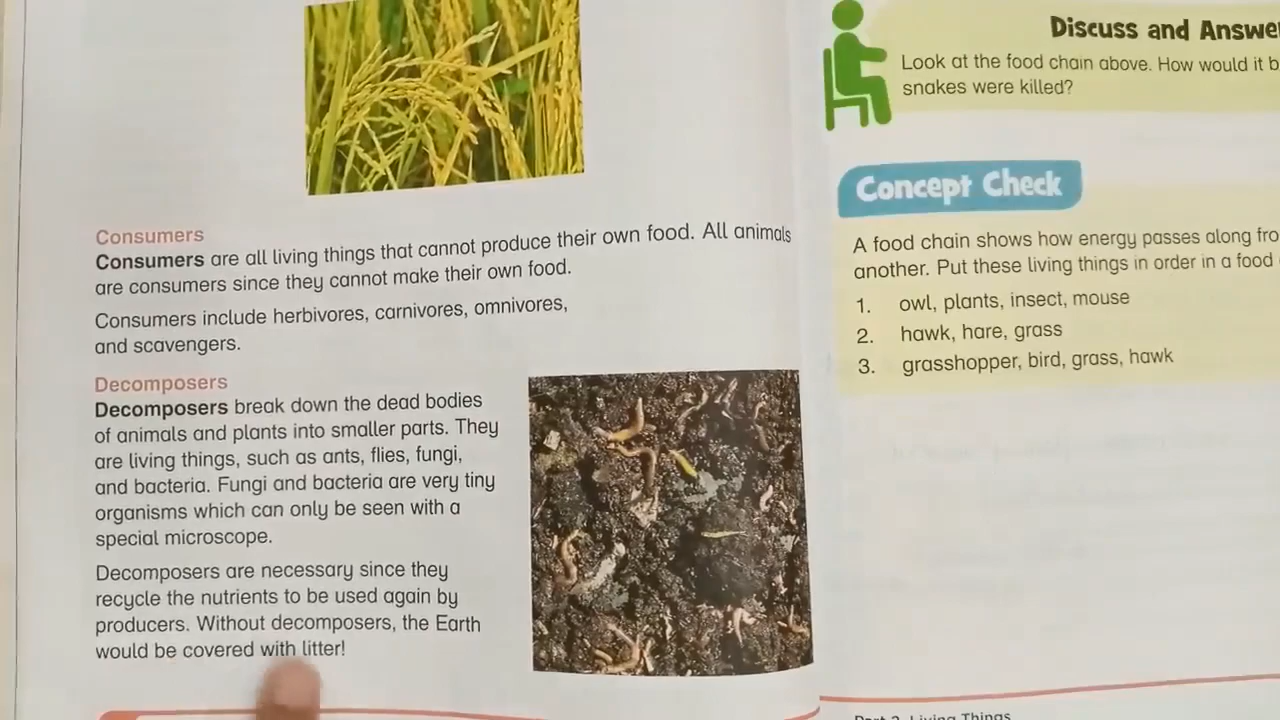 Consumers
Consumers are all living things that cannot produce their own food. All animals
are consumers since they cannot make their own food.
Consumers include herbivores, carnivores, omnivores,
and scavengers.
Decomposers
Decomposers break down the dead bodies
of animals and plants into smaller parts. They
are living things, such as ants, flies, fungi,
and bacteria. Fungi and bacteria are very tiny
organisms which can only be seen with a
special microscope.
Decomposers are necessary since they
recycle the nutrients to be used again by
producers. Without decomposers, the Earth
would be covered with litter!
Discuss and
Look at the food chain above. How would it
snakes were killed?
Concept Check
A food chain shows how energy passes along
another. Put these living things in order in a food
1. owl, plants, insect, mouse
2. hawk, hare, grass
3. grasshopper, bird, grass, hawk
Living Things